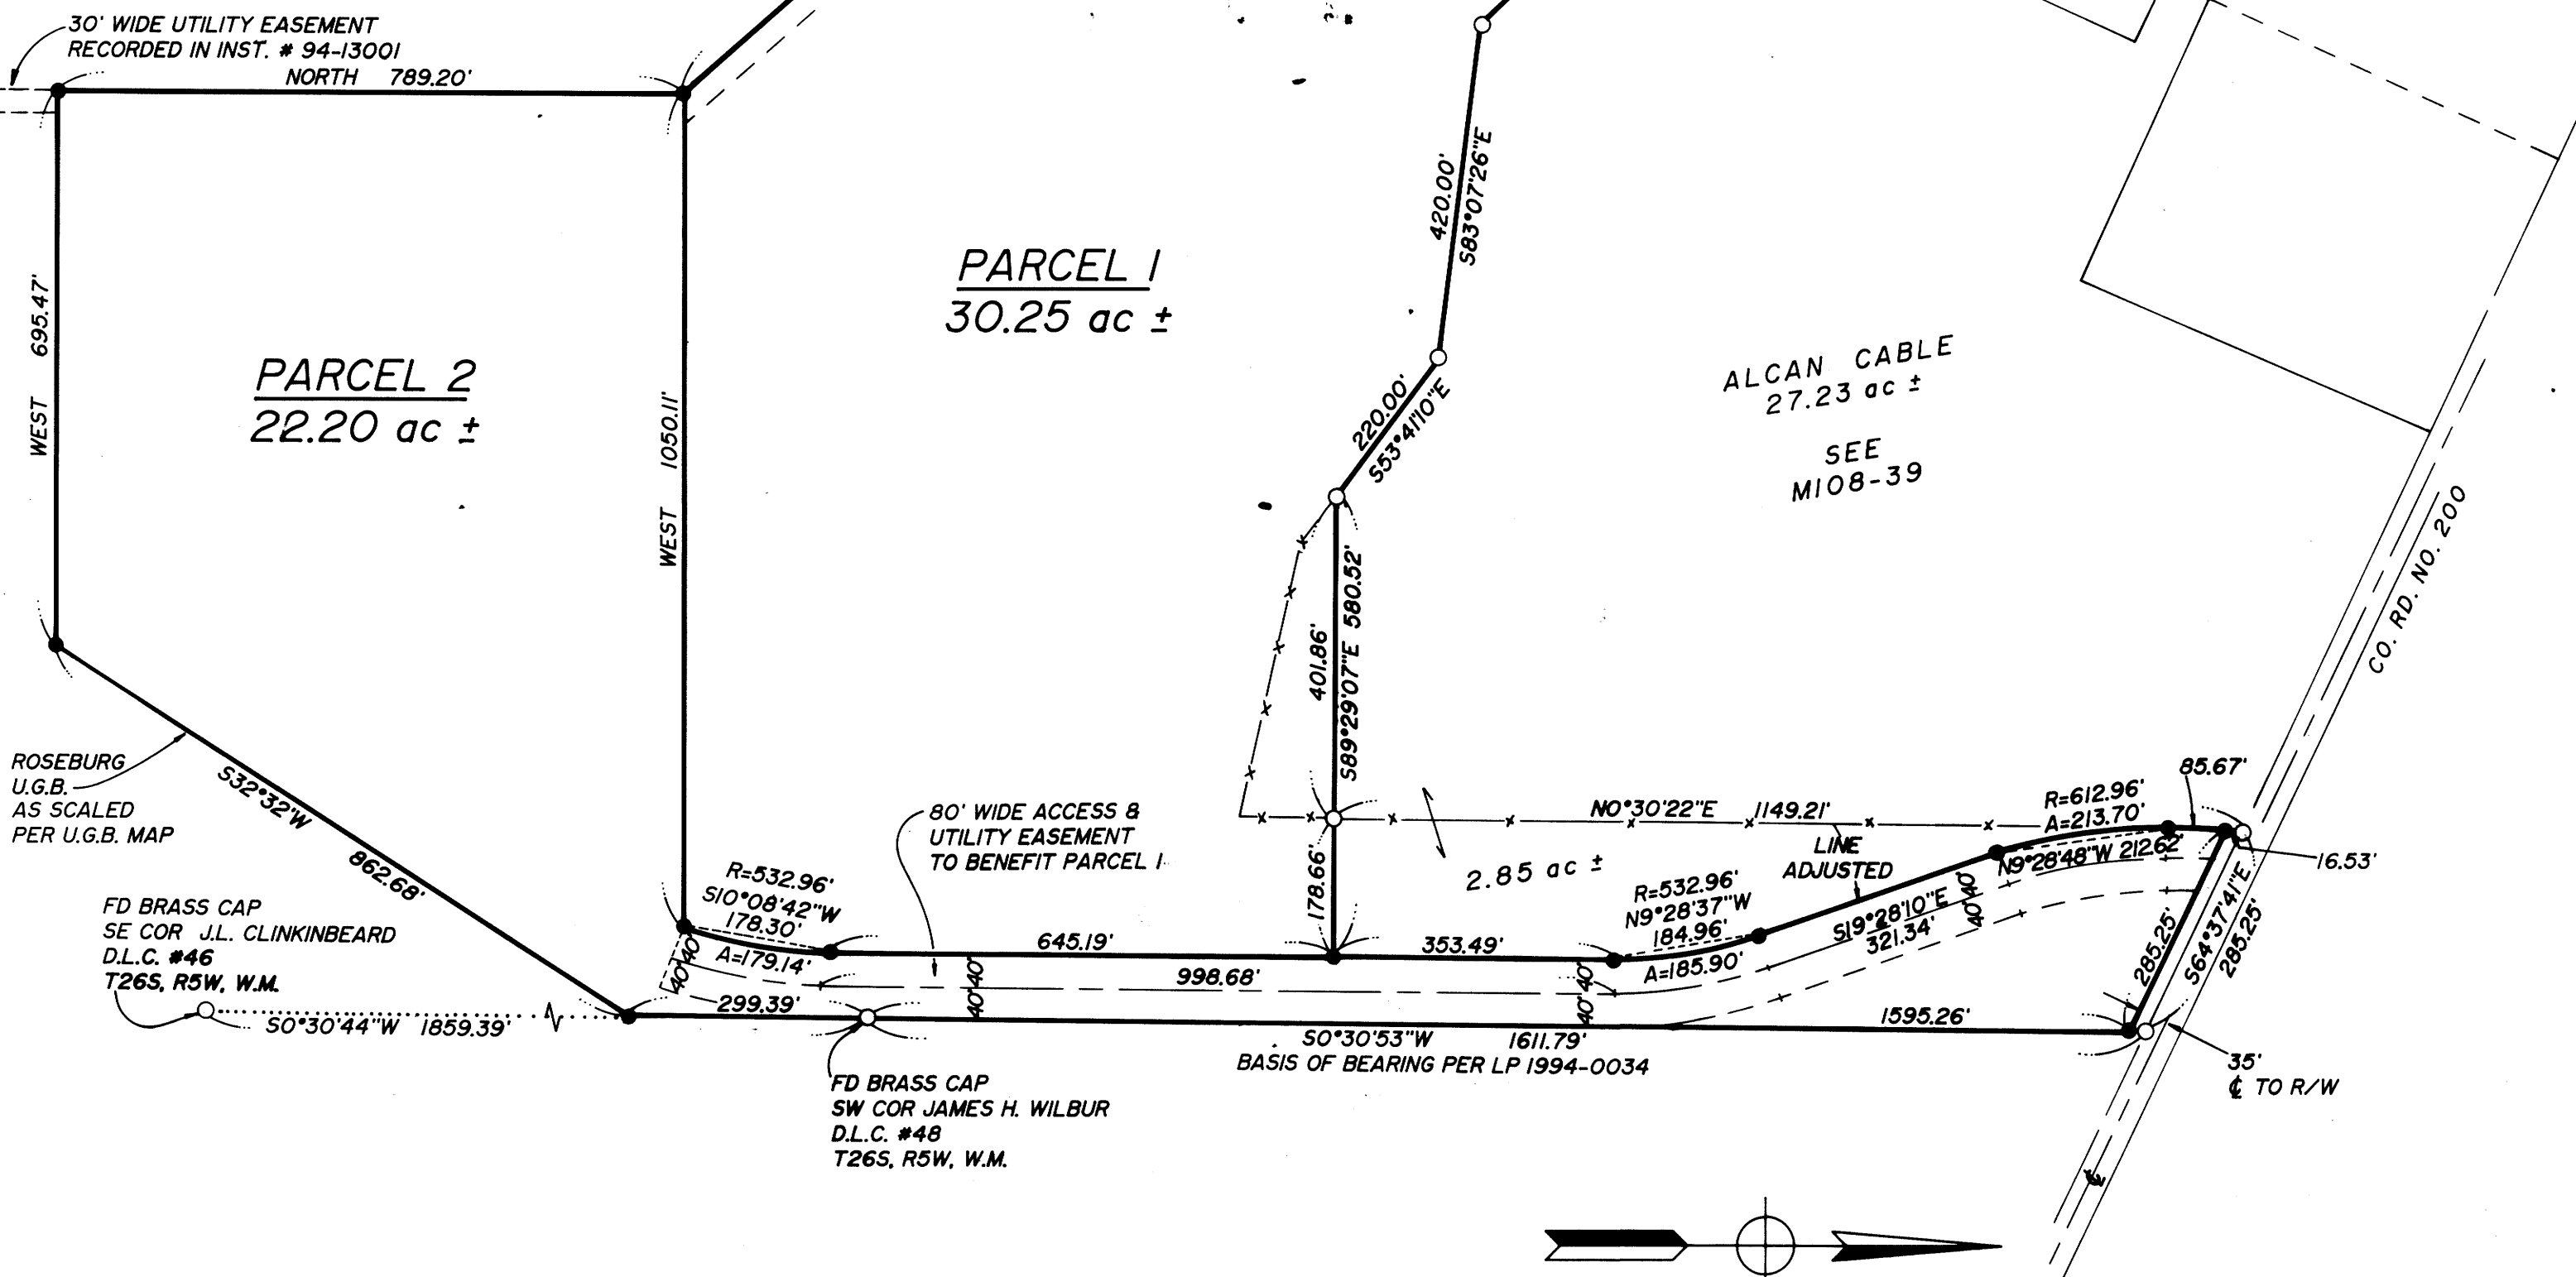 30' WIDE UTILITY EASEMENT
RECORDED IN INST. # 94-13001
NORTH 789.20'
WEST 695.47'
PARCEL 2
22.20 ac ±
WEST 1050.11'
PARCEL 1
30.25 ac ±
420.00'
S83°07'26"E
220.00'
S53°41'10"E
ALCAN CABLE
27.23 ac ±
SEE
M108-39
CO. RD. NO. 200
401.86'
S89°29'07"E 580.52'
ROSEBURG
U.G.B.
AS SCALED
PER U.G.B. MAP
S32°32'W
862.68'
FD BRASS CAP
SE COR J.L. CLINKINBEARD
D.L.C. #46
T26S, R5W, W.M.
S0°30'44"W 1859.39'
80' WIDE ACCESS &
UTILITY EASEMENT
TO BENEFIT PARCEL 1
R=532.96'
S10°08'42"W
178.30'
A=179.14'
40' 40'
299.39'
645.19'
40' 40'
998.68'
178.66'
353.49'
N0°30'22"E 1149.21'
LINE
ADJUSTED
2.85 ac ±
R=532.96'
N9°28'37"W
184.96'
A=185.90'
40' 40'
S19°28'10"E
321.34'
40' 40'
R=612.96'
A=213.70'
N9°28'48"W 212.62'
85.67'
16.53'
285.25'
S64°37'41"E
285.25'
1595.26'
S0°30'53"W 1611.79'
BASIS OF BEARING PER LP 1994-0034
35'
℄ TO R/W
FD BRASS CAP
SW COR JAMES H. WILBUR
D.L.C. #48
T26S, R5W, W.M.
℄